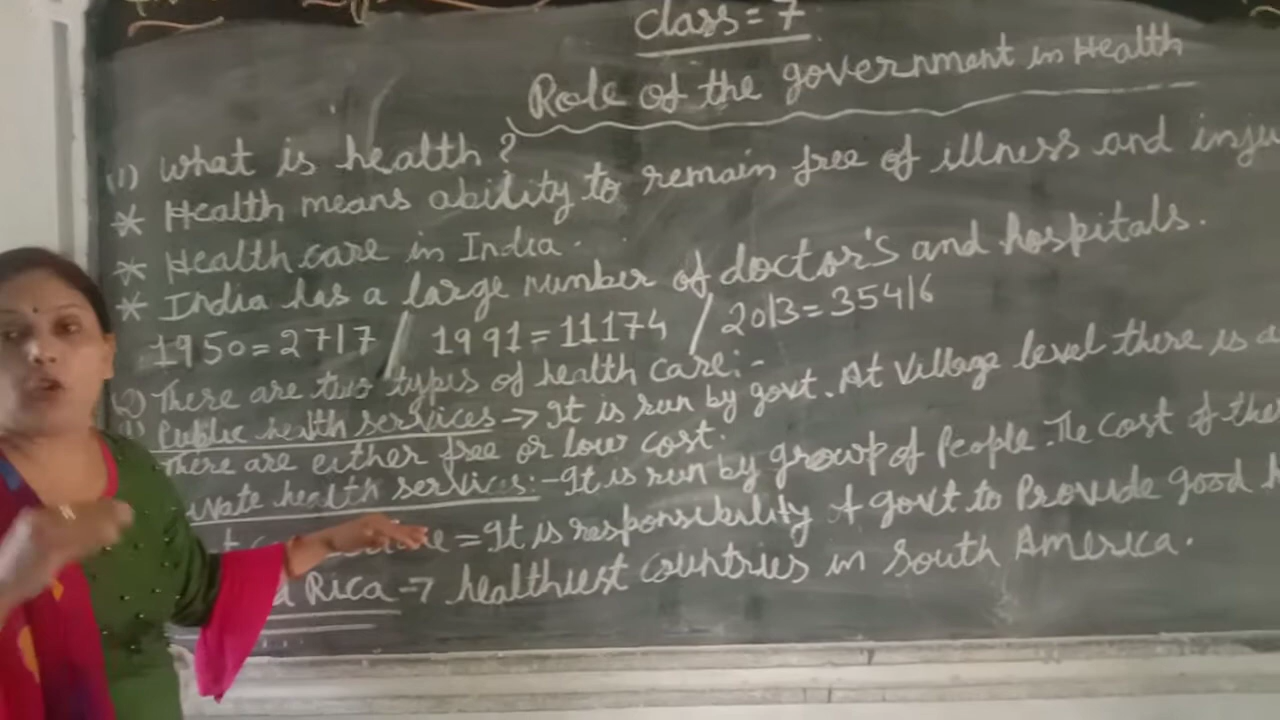 Class = 7
Role of the government in Health
(1) What is health ?
* Health means ability to remain free of illness and inju
* Health care in India.
* India has a large number of doctor's and hospitals.
1950=2717 / 1991=11174 / 2013=35416
There are two types of health care:-
Public health services → It is run by govt. At Village level there is a
There are either free or low cost.
ivate health services:- It is run by group of People. The cost of the
= It is responsibility of govt to Provide good h
a Rica → healthiest countries in South America.